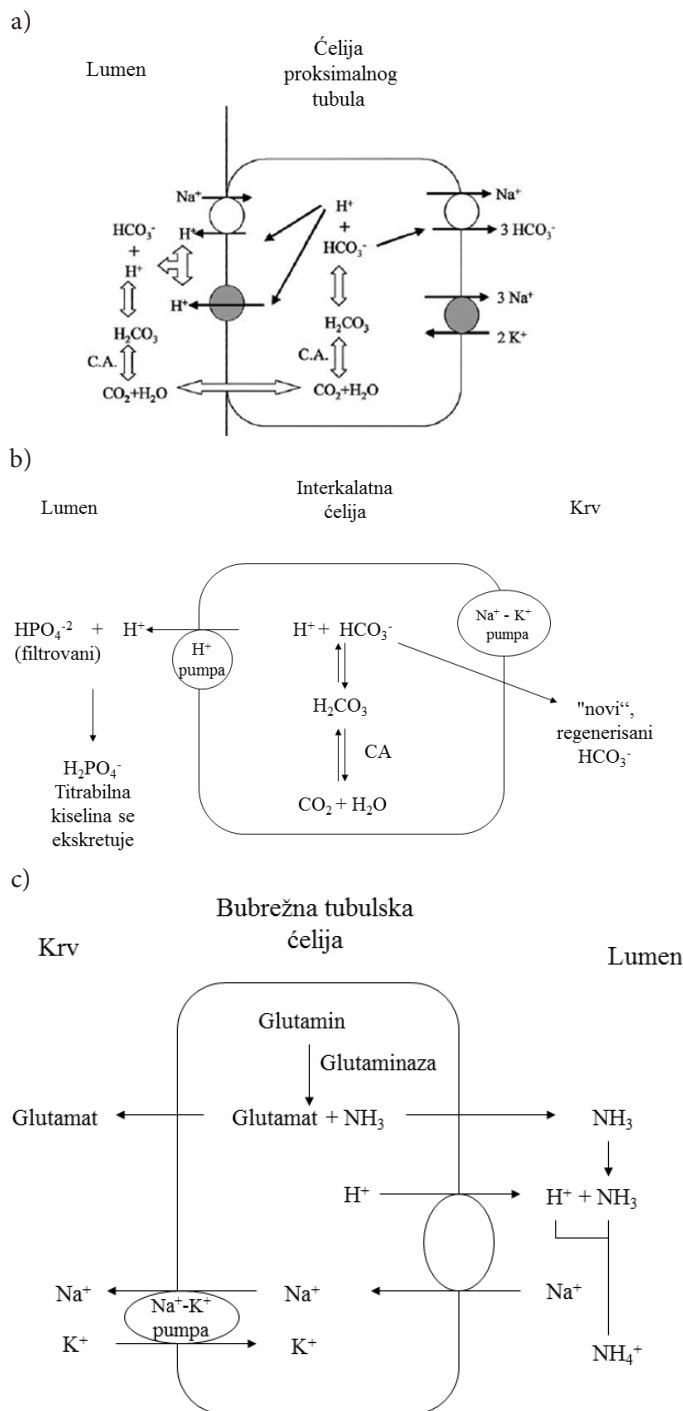 a)
Lumen
Ćelija
proksimalnog
tubula
Na⁺
H⁺
HCO₃⁻
+
H⁺
H₂CO₃
C.A.
CO₂+H₂O
H⁺
H⁺
+
HCO₃⁻
H₂CO₃
C.A.
CO₂+H₂O
Na⁺
3 HCO₃⁻
3 Na⁺
2 K⁺
b)
Lumen
Interkalatna
ćelija
Krv
HPO₄⁻² + H⁺
(filtrovani)
H⁺
pumpa
H₂PO₄⁻
Titrabilna
kiselina se
ekskretuje
H⁺ + HCO₃⁻
H₂CO₃
CA
CO₂ + H₂O
Na⁺ - K⁺
pumpa
"novi“,
regenerisani
HCO₃⁻
c)
Bubrežna tubulska
ćelija
Krv
Lumen
Glutamin
Glutaminaza
Glutamat
Glutamat + NH₃
NH₃
H⁺
H⁺ + NH₃
Na⁺
Na⁺-K⁺
pumpa
Na⁺
Na⁺
K⁺
K⁺
NH₄⁺